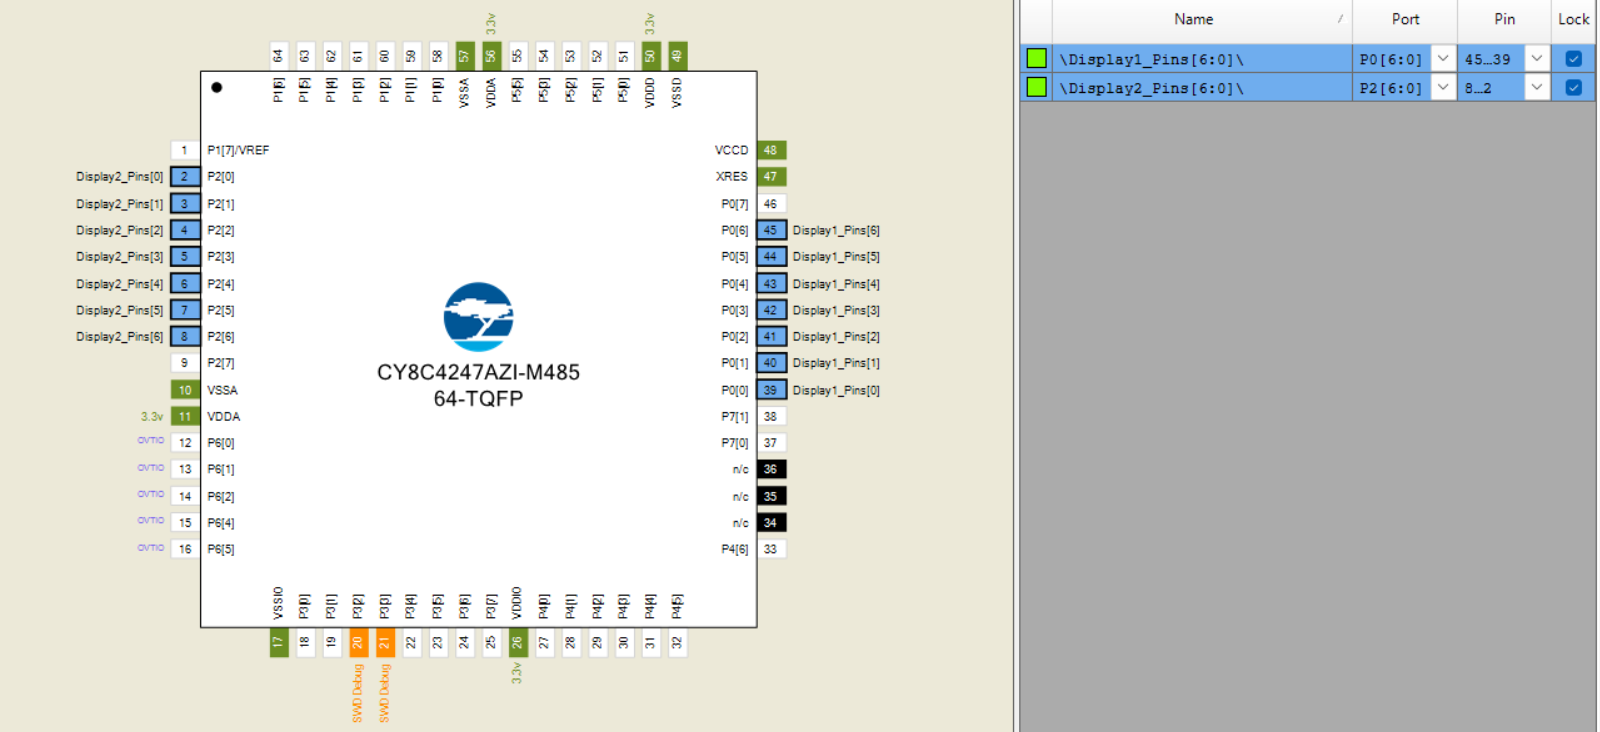 3.3v 3.3v
64 63 62 61 60 59 58 57 56 55 54 53 52 51 50 49
P1[6] P1[5] P1[4] P1[3] P1[2] P1[1] P1[0] VSSA VDDA P5[5] P5[3] P5[2] P5[1] P5[0] VDDD VSSD
1 P1[7]/VREF VCCD 48
Display2_Pins[0] 2 P2[0] XRES 47
Display2_Pins[1] 3 P2[1] P0[7] 46
Display2_Pins[2] 4 P2[2] P0[6] 45 Display1_Pins[6]
Display2_Pins[3] 5 P2[3] P0[5] 44 Display1_Pins[5]
Display2_Pins[4] 6 P2[4] P0[4] 43 Display1_Pins[4]
Display2_Pins[5] 7 P2[5] P0[3] 42 Display1_Pins[3]
Display2_Pins[6] 8 P2[6] P0[2] 41 Display1_Pins[2]
9 P2[7] P0[1] 40 Display1_Pins[1]
CY8C4247AZI-M485
64-TQFP
10 VSSA P0[0] 39 Display1_Pins[0]
3.3v 11 VDDA P7[1] 38
OVTIO 12 P6[0] P7[0] 37
OVTIO 13 P6[1] n/c 36
OVTIO 14 P6[2] n/c 35
OVTIO 15 P6[4] n/c 34
OVTIO 16 P6[5] P4[6] 33
VSSIO P3[0] P3[1] P3[2] P3[3] P3[4] P3[5] P3[6] P3[7] VDDIO P4[0] P4[1] P4[2] P4[3] P4[4] P4[5]
17 18 19 20 21 22 23 24 25 26 27 28 29 30 31 32
SWD Debug SWD Debug 3.3v
Name / Port Pin Lock
\Display1_Pins[6:0]\ P0[6:0] 45...39
\Display2_Pins[6:0]\ P2[6:0] 8...2